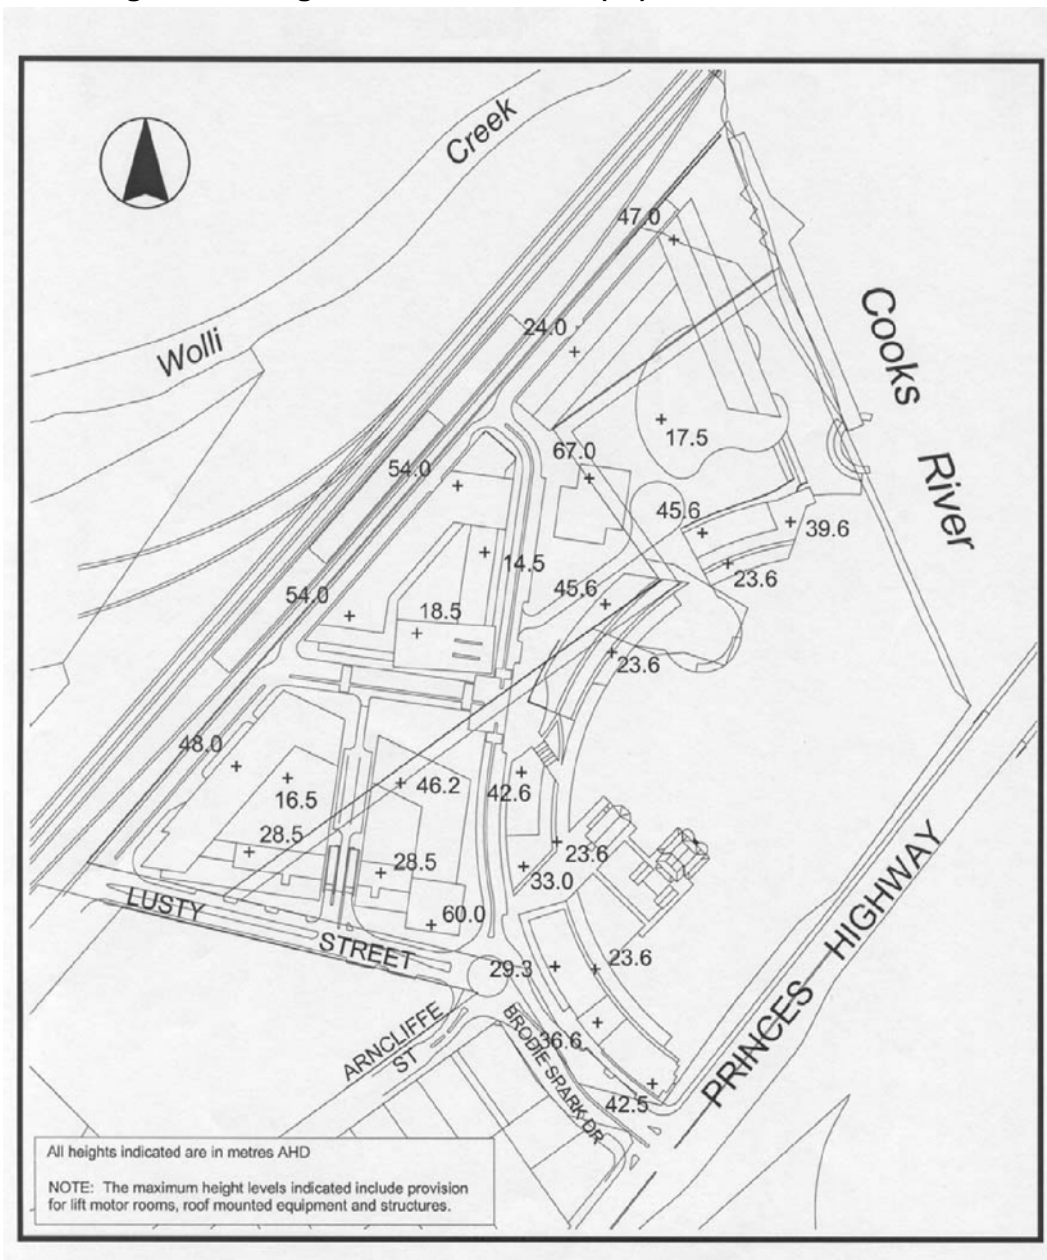 Creek
47.0
Wolli
24.0
Cooks
River
17.5
67.0
54.0
45.6
39.6
14.5
23.6
54.0
45.6
18.5
23.6
48.0
46.2
42.6
16.5
28.5
28.5
23.6
33.0
60.0
LUSTY STREET
29.3
23.6
ARNCLIFFE
ST
BRODIE SPARK DR
36.6
42.5
PRINCES HIGHWAY
All heights indicated are in metres AHD
NOTE: The maximum height levels indicated include provision
for lift motor rooms, roof mounted equipment and structures.